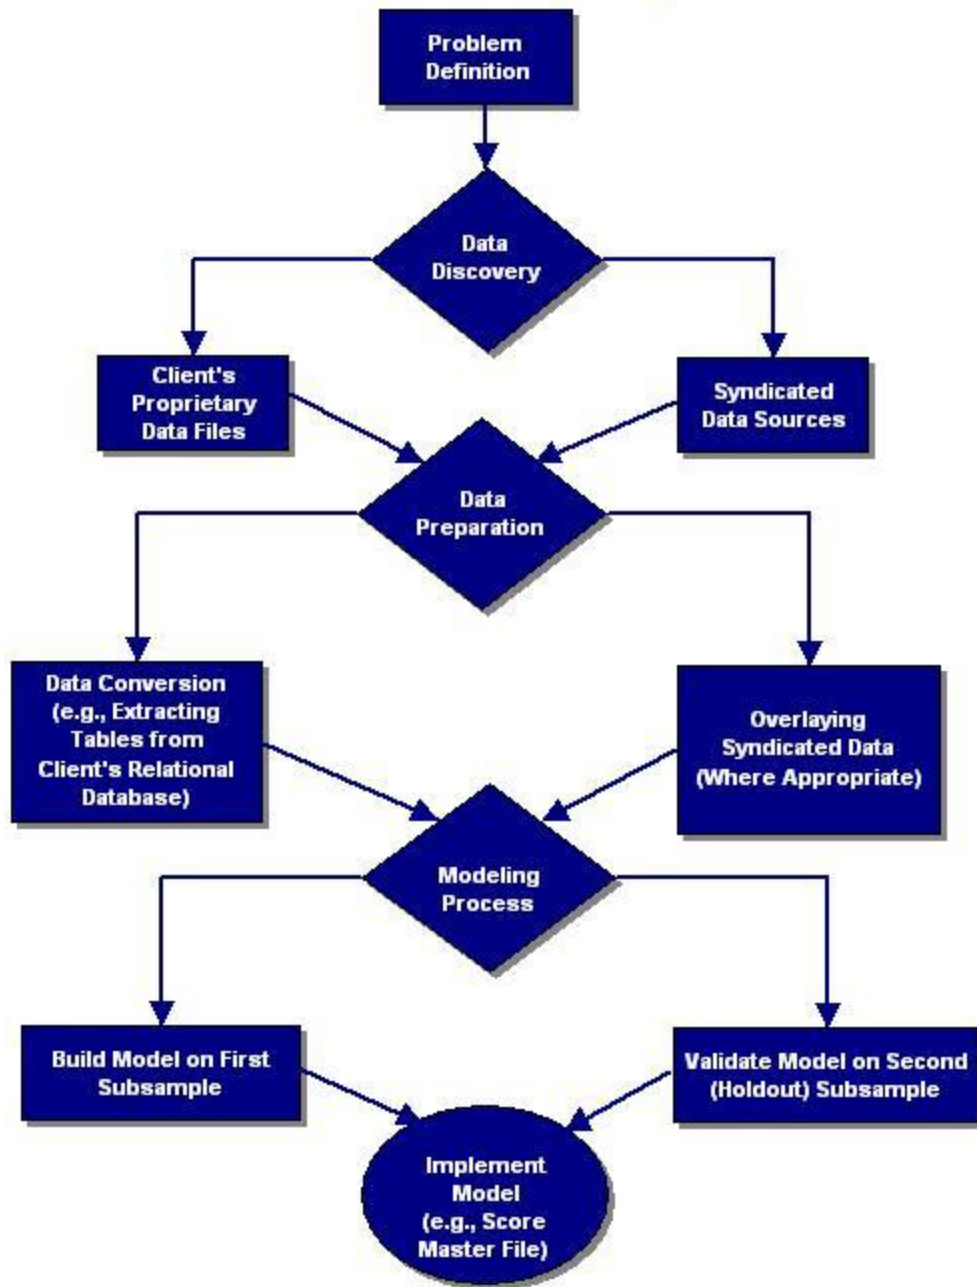 Problem
Definition
Data
Discovery
Client's
Proprietary
Data Files
Syndicated
Data Sources
Data
Preparation
Data Conversion
(e.g., Extracting
Tables from
Client's Relational
Database)
Overlaying
Syndicated Data
(Where Appropriate)
Modeling
Process
Build Model on First
Subsample
Validate Model on Second
(Holdout) Subsample
Implement
Model
(e.g., Score
Master File)